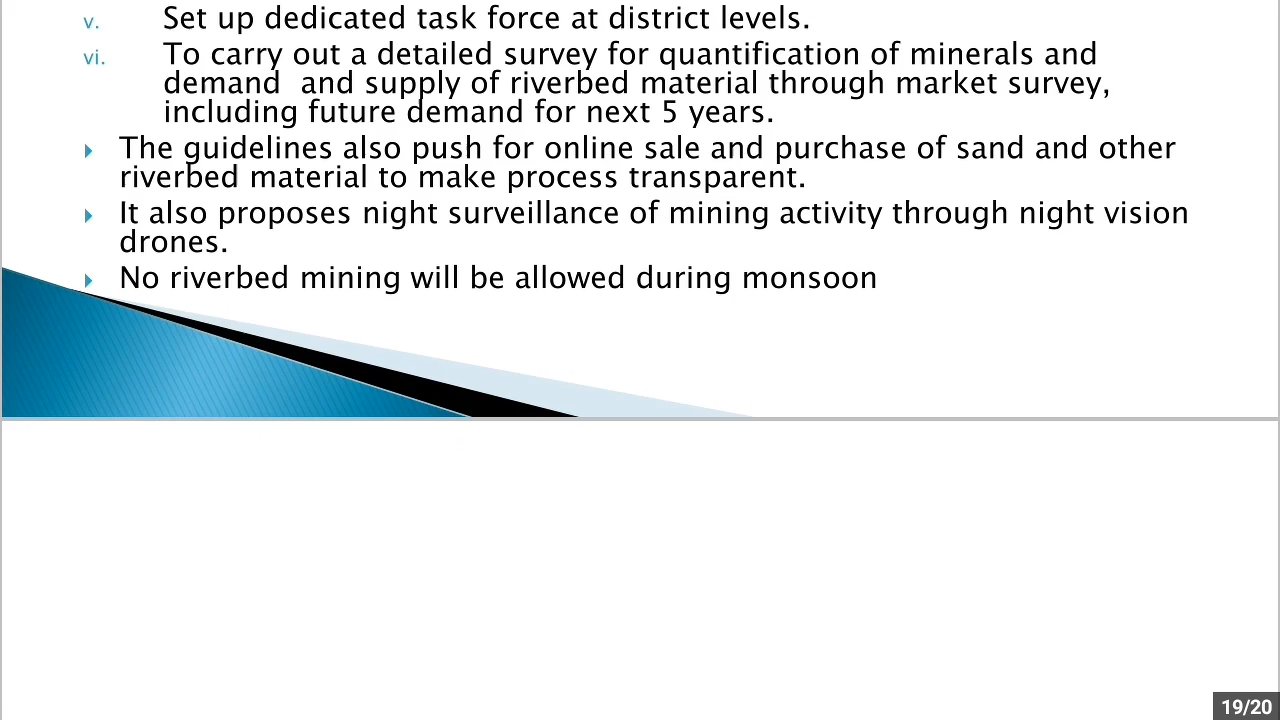 v. Set up dedicated task force at district levels.
vi. To carry out a detailed survey for quantification of minerals and
demand  and supply of riverbed material through market survey,
including future demand for next 5 years.
The guidelines also push for online sale and purchase of sand and other
riverbed material to make process transparent.
It also proposes night surveillance of mining activity through night vision
drones.
No riverbed mining will be allowed during monsoon
19/20